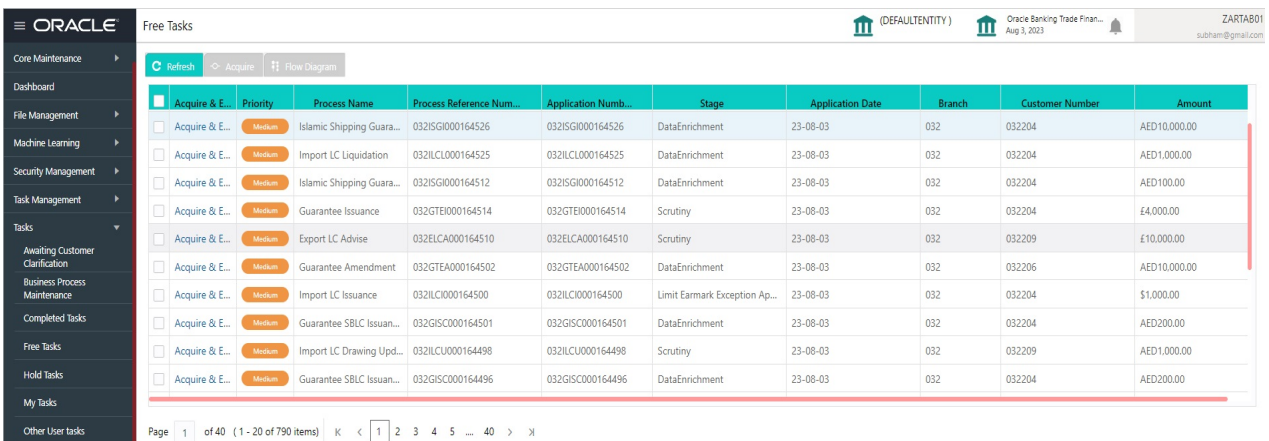 ≡ ORACLE
Free Tasks
(DEFAULTENTITY )
Oracle Banking Trade Finan...
Aug 3, 2023
ZARTAB01
subham@gmail.com
Core Maintenance
Dashboard
File Management
Machine Learning
Security Management
Task Management
Tasks
Awaiting Customer
Clarification
Business Process
Maintenance
Completed Tasks
Free Tasks
Hold Tasks
My Tasks
Other User tasks
Refresh Acquire Flow Diagram
Acquire & E... Priority Process Name Process Reference Num... Application Numb... Stage Application Date Branch Customer Number Amount
Acquire & E... Medium Islamic Shipping Guara... 032ISGI000164526 032ISGI000164526 DataEnrichment 23-08-03 032 032204 AED10,000.00
Acquire & E... Medium Import LC Liquidation 032ILCL000164525 032ILCL000164525 DataEnrichment 23-08-03 032 032204 AED1,000.00
Acquire & E... Medium Islamic Shipping Guara... 032ISGI000164512 032ISGI000164512 DataEnrichment 23-08-03 032 032204 AED100.00
Acquire & E... Medium Guarantee Issuance 032GTEI000164514 032GTEI000164514 Scrutiny 23-08-03 032 032204 £4,000.00
Acquire & E... Medium Export LC Advise 032ELCA000164510 032ELCA000164510 Scrutiny 23-08-03 032 032209 £10,000.00
Acquire & E... Medium Guarantee Amendment 032GTEA000164502 032GTEA000164502 DataEnrichment 23-08-03 032 032206 AED10,000.00
Acquire & E... Medium Import LC Issuance 032ILCI000164500 032ILCI000164500 Limit Earmark Exception Ap... 23-08-03 032 032204 $1,000.00
Acquire & E... Medium Guarantee SBLC Issuan... 032GISC000164501 032GISC000164501 DataEnrichment 23-08-03 032 032204 AED200.00
Acquire & E... Medium Import LC Drawing Upd... 032ILCU000164498 032ILCU000164498 Scrutiny 23-08-03 032 032209 AED1,000.00
Acquire & E... Medium Guarantee SBLC Issuan... 032GISC000164496 032GISC000164496 DataEnrichment 23-08-03 032 032204 AED200.00
Page 1 of 40 (1 - 20 of 790 items) K < 1 2 3 4 5 ... 40 > >|